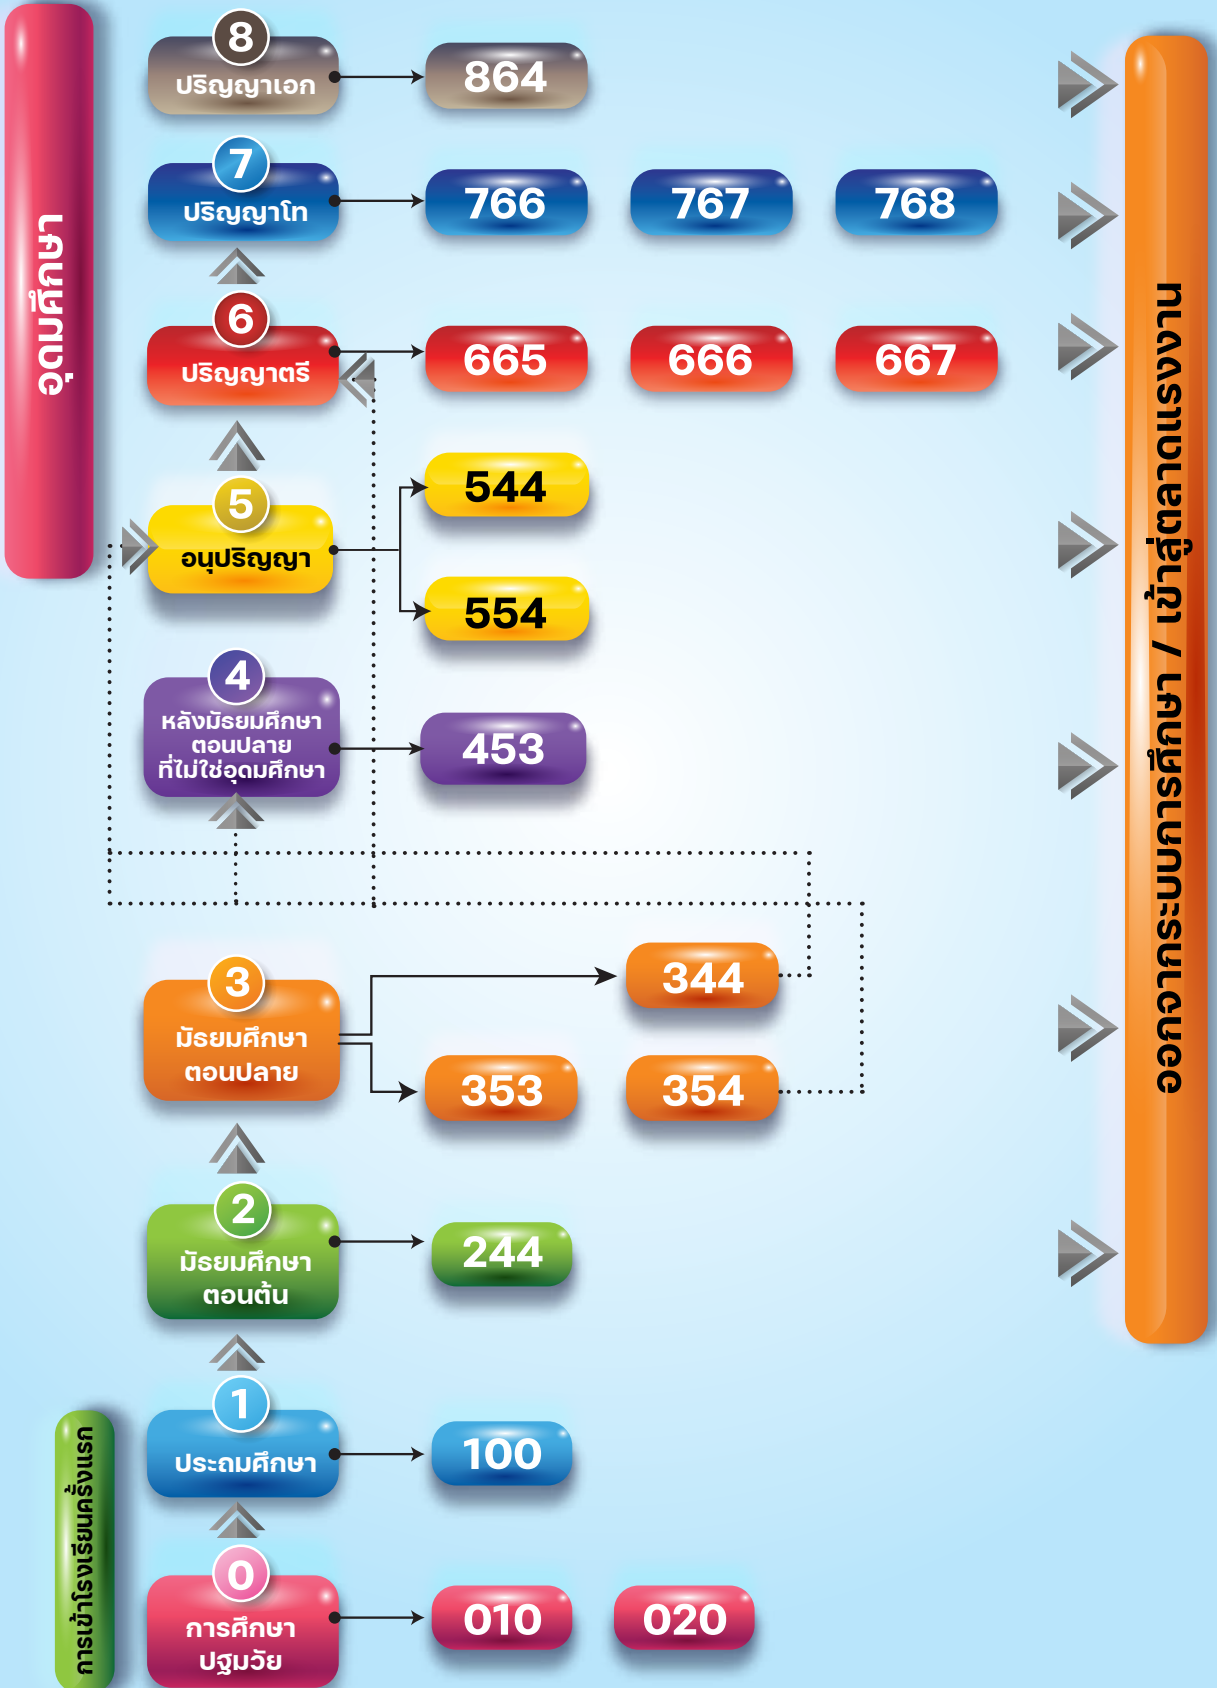 อุดมศึกษา
8
ปริญญาเอก
864
7
ปริญญาโท
766
767
768
6
ปริญญาตรี
665
666
667
5
อนุปริญญา
544
554
4
หลังมัธยมศึกษา
ตอนปลาย
ที่ไม่ใช่อุดมศึกษา
453
3
มัธยมศึกษา
ตอนปลาย
344
353
354
2
มัธยมศึกษา
ตอนต้น
244
1
ประถมศึกษา
100
0
การศึกษา
ปฐมวัย
010
020
การเข้าโรงเรียนครั้งแรก
ออกจากระบบการศึกษา / เข้าสู่ตลาดแรงงาน